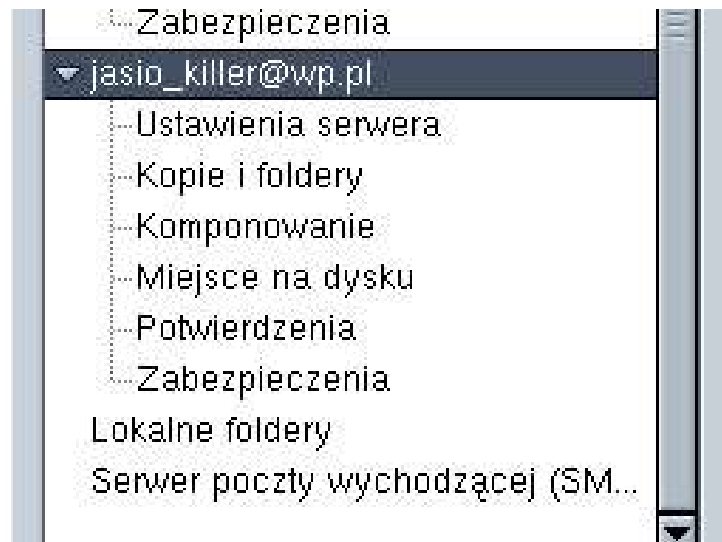 Zabezpieczenia
jasio_killer@wp.pl
Ustawienia serwera
Kopie i foldery
Komponowanie
Miejsce na dysku
Potwierdzenia
Zabezpieczenia
Lokalne foldery
Serwer poczty wychodzącej (SM...